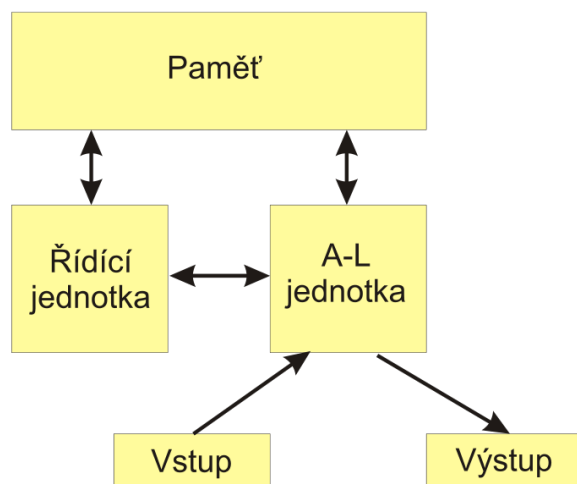 Paměť
Řídící
jednotka
A-L
jednotka
Vstup
Výstup